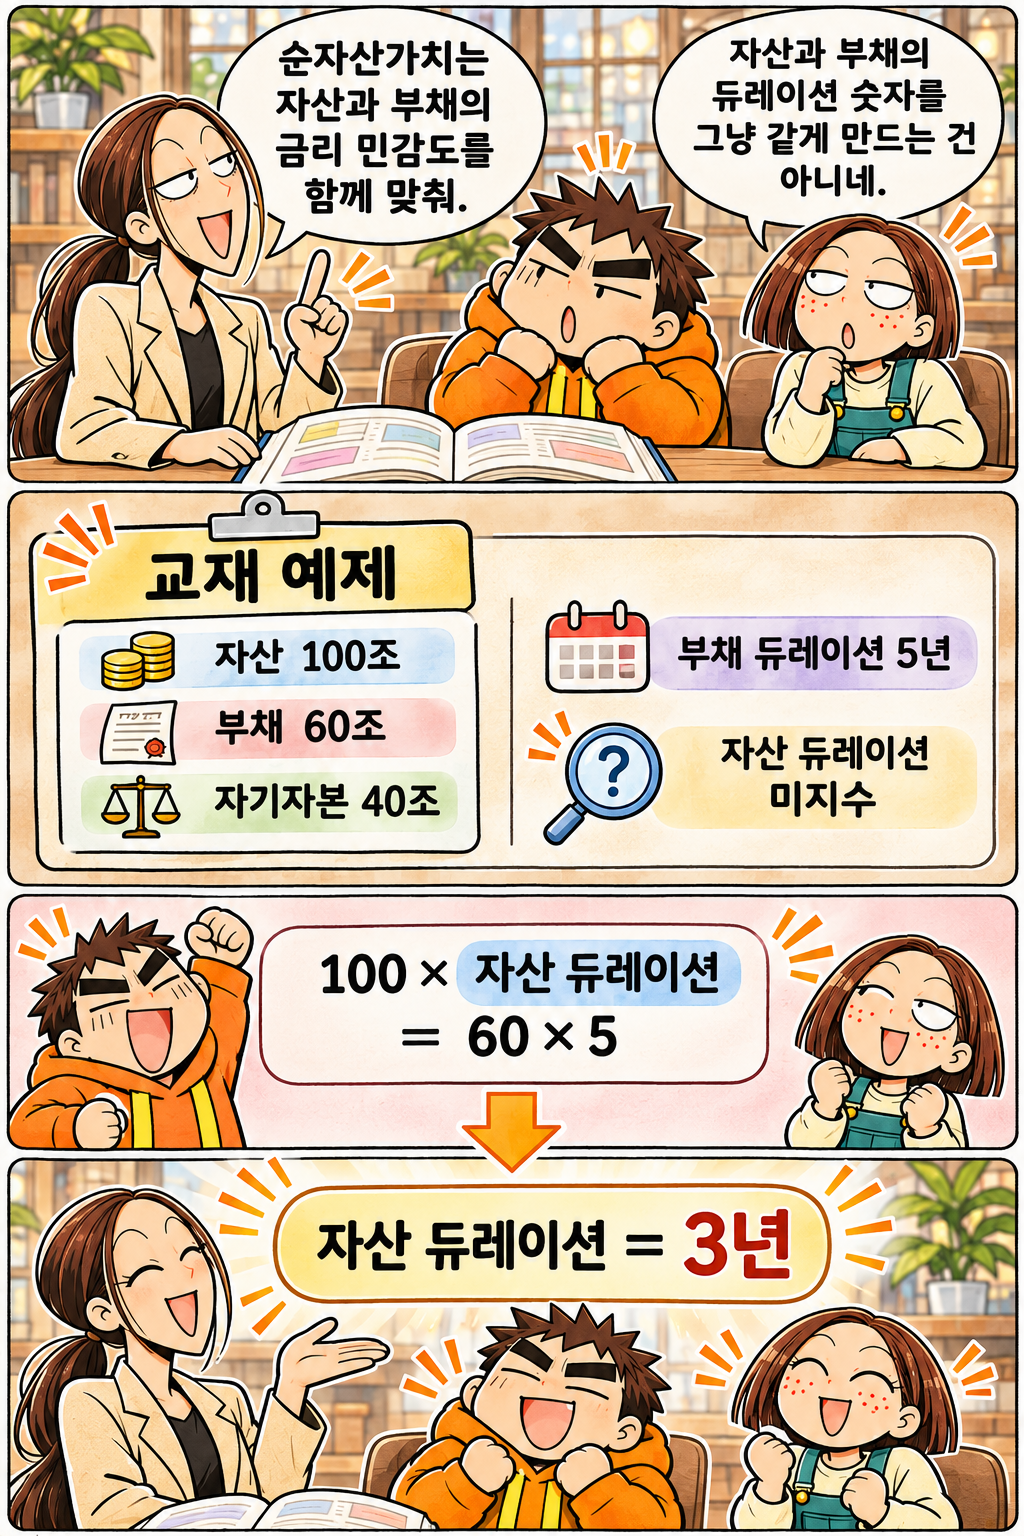 순자산가치는
자산과 부채의
금리 민감도를
함께 맞춰.
자산과 부채의
듀레이션 숫자를
그냥 같게 만드는 건
아니네.
교재 예제
자산 100조
부채 60조
자기자본 40조
부채 듀레이션 5년
?
자산 듀레이션
미지수
100 × 자산 듀레이션
= 60 × 5
자산 듀레이션 = 3년